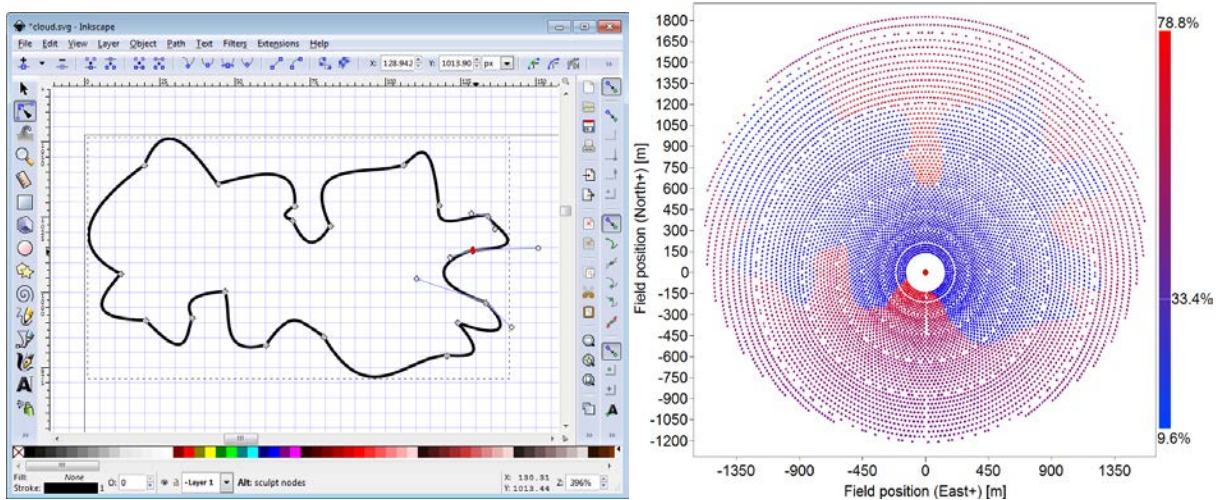 *cloud.svg - Inkscape
File Edit View Layer Object Path Text Filters Extensions Help
X: 128.942 Y: 1013.90 px
Fill: None
Stroke: 1 O: 0 -Layer 1 Alt: sculpt nodes X: 130.31 Z: 396%
Y: 1013.44
78.8%
33.4%
9.6%
Field position (North+) [m]
1800
1650
1500
1350
1200
1050
900
750
600
450
300
150
0
-150
-300
-450
-600
-750
-900
-1050
-1200
-1350 -900 -450 0 450 900 1350
Field position (East+) [m]